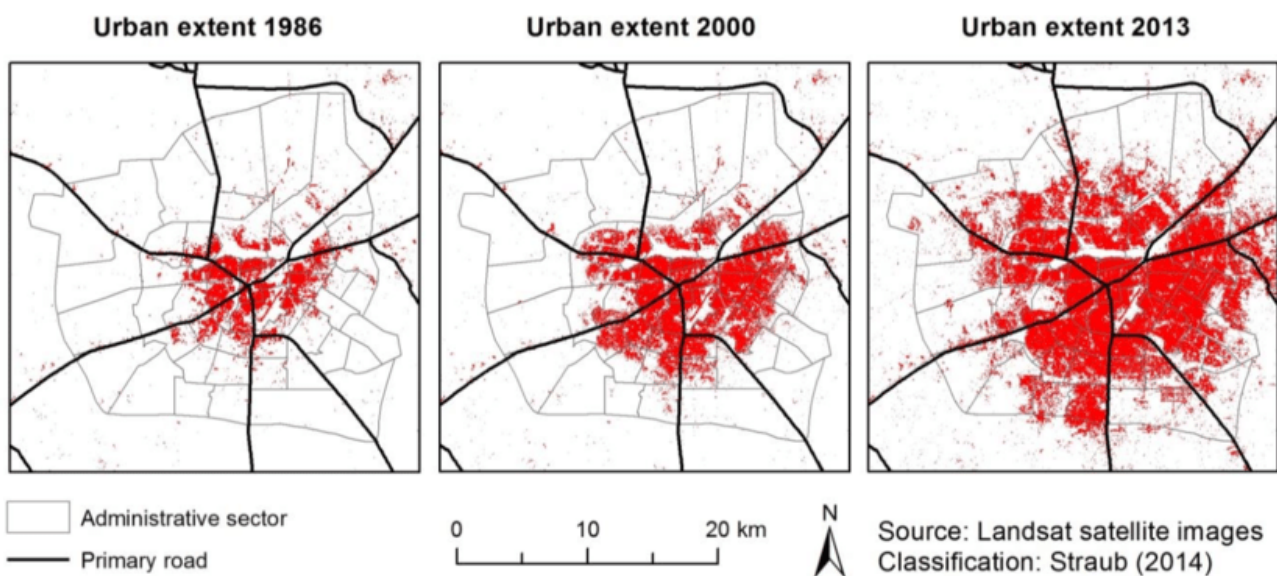 Urban extent 1986
Urban extent 2000
Urban extent 2013
Administrative sector
Primary road
0 10 20 km
N
Source: Landsat satellite images
Classification: Straub (2014)